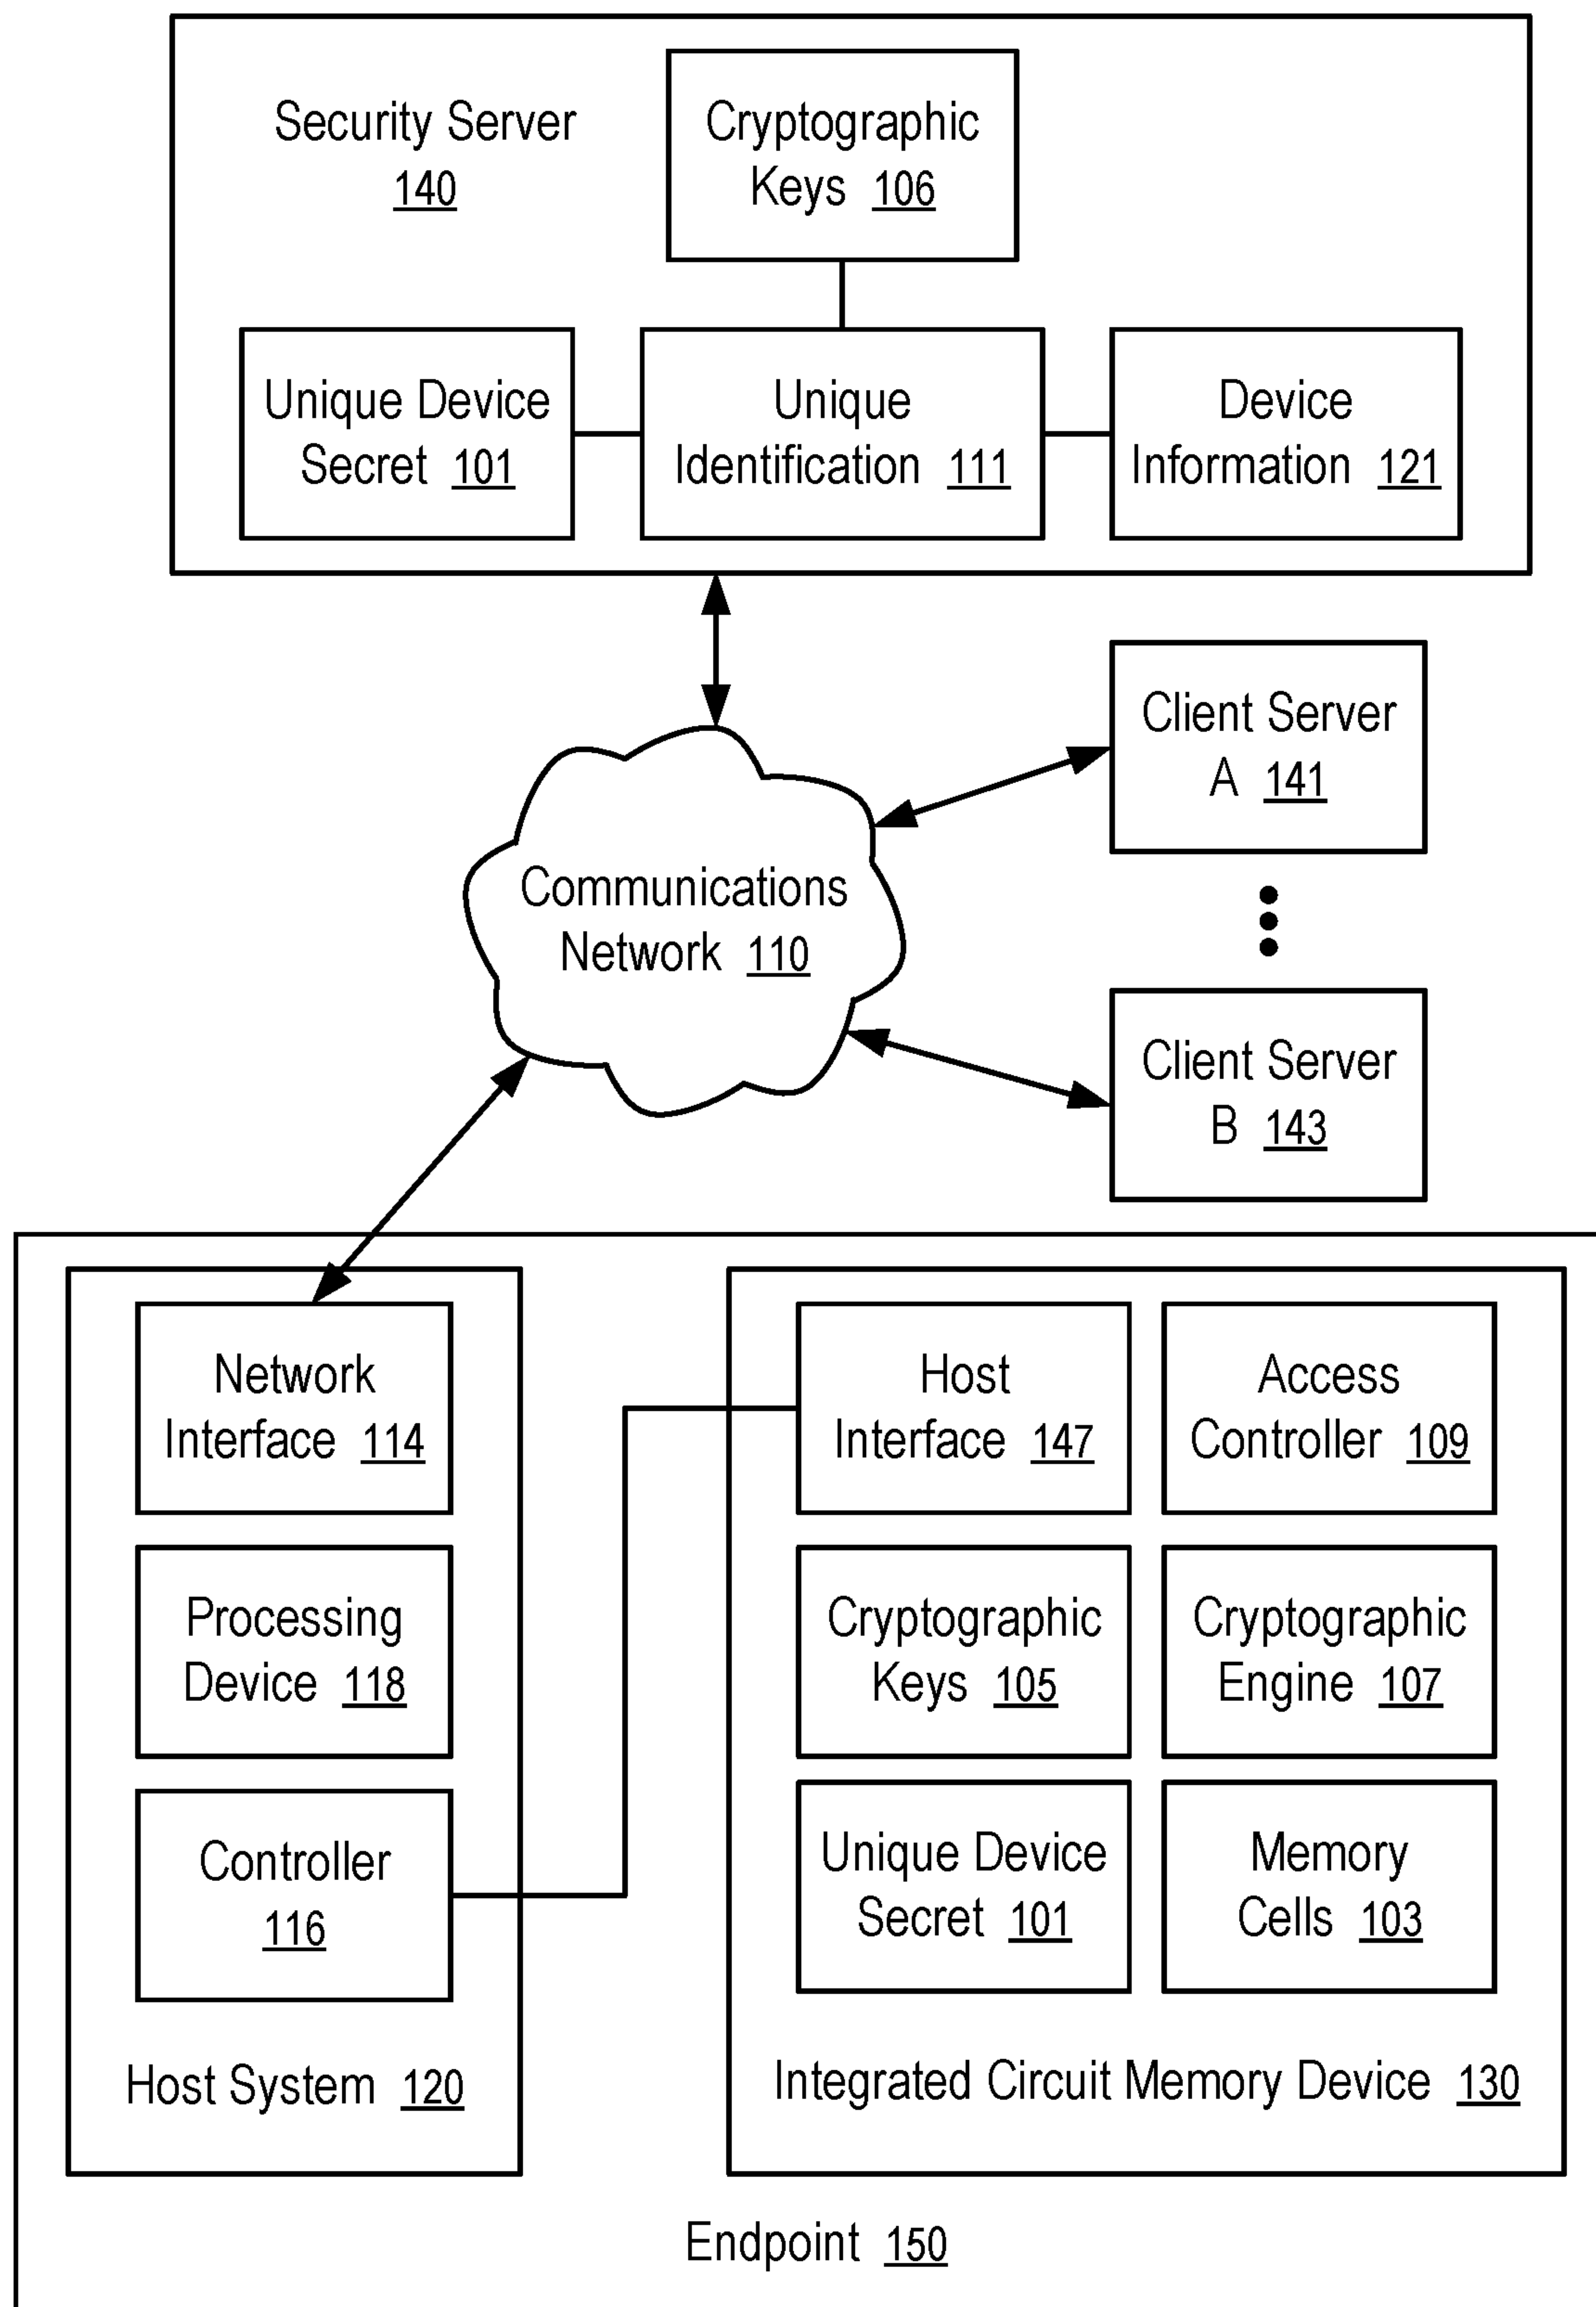 Security Server
140
Cryptographic
Keys 106
Unique Device
Secret 101
Unique
Identification 111
Device
Information 121
Client Server
A 141
Communications
Network 110
Client Server
B 143
Network
Interface 114
Processing
Device 118
Controller
116
Host System 120
Host
Interface 147
Access
Controller 109
Cryptographic
Keys 105
Cryptographic
Engine 107
Unique Device
Secret 101
Memory
Cells 103
Integrated Circuit Memory Device 130
Endpoint 150